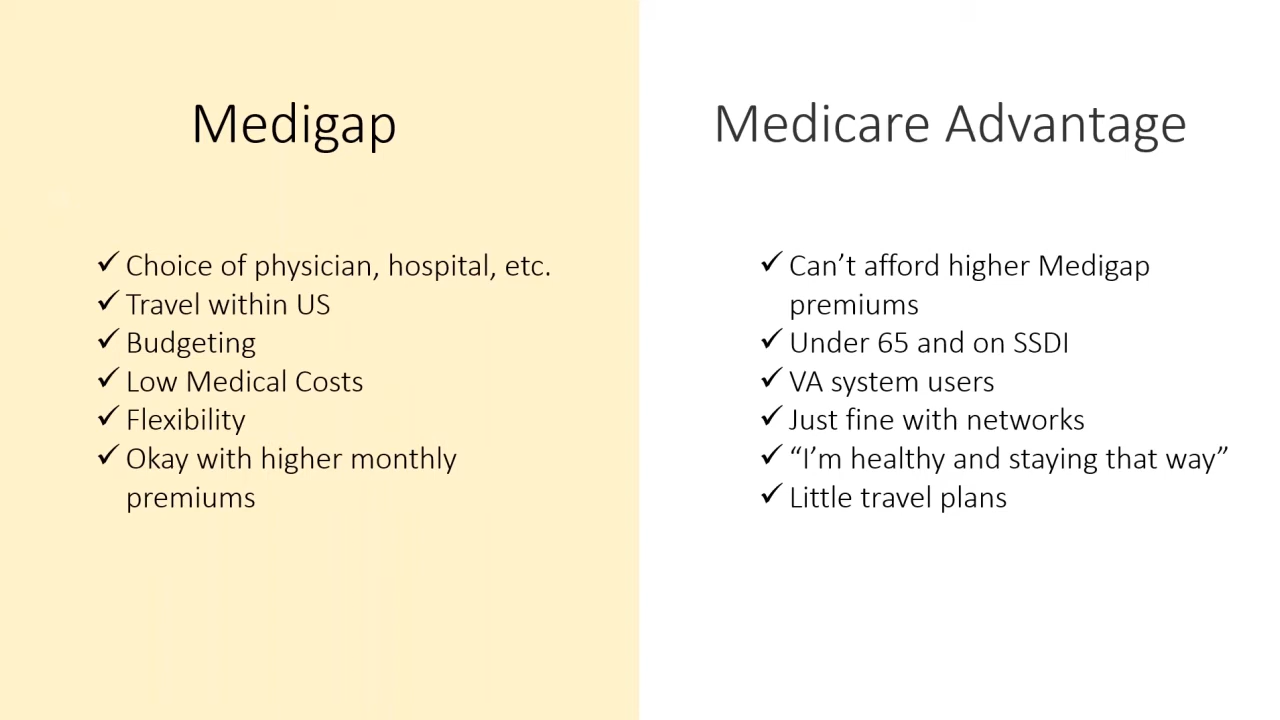 Medigap
✓ Choice of physician, hospital, etc.
✓ Travel within US
✓ Budgeting
✓ Low Medical Costs
✓ Flexibility
✓ Okay with higher monthly
premiums
Medicare Advantage
✓ Can’t afford higher Medigap
premiums
✓ Under 65 and on SSDI
✓ VA system users
✓ Just fine with networks
✓ “I’m healthy and staying that way”
✓ Little travel plans